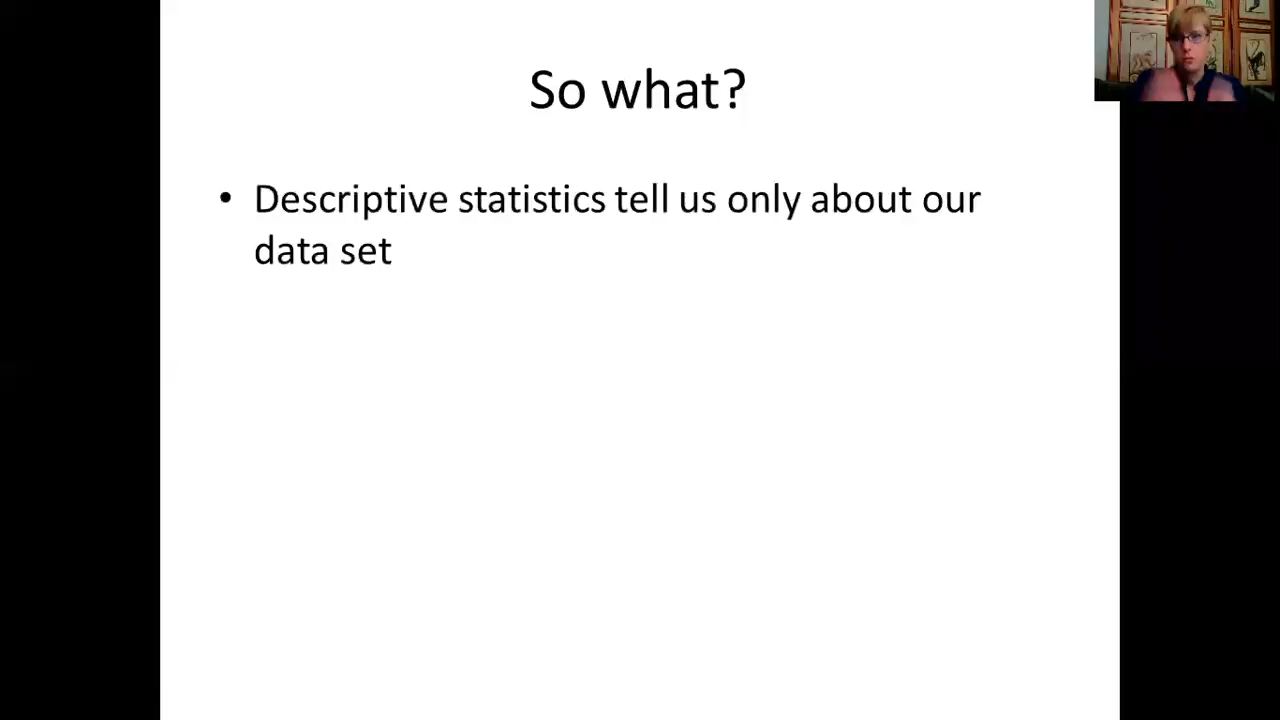 So what?
• Descriptive statistics tell us only about our
data set